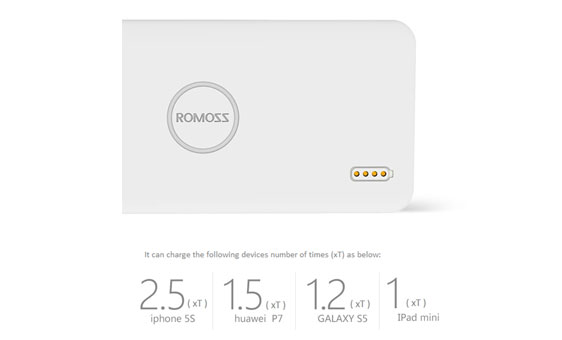 ROMOSS
It can charge the following devices number of times (xT) as below:
2.5 (xT) 1.5 (xT) 1.2 (xT) 1 (xT)
iphone 5S huawei P7 GALAXY S5 IPad mini